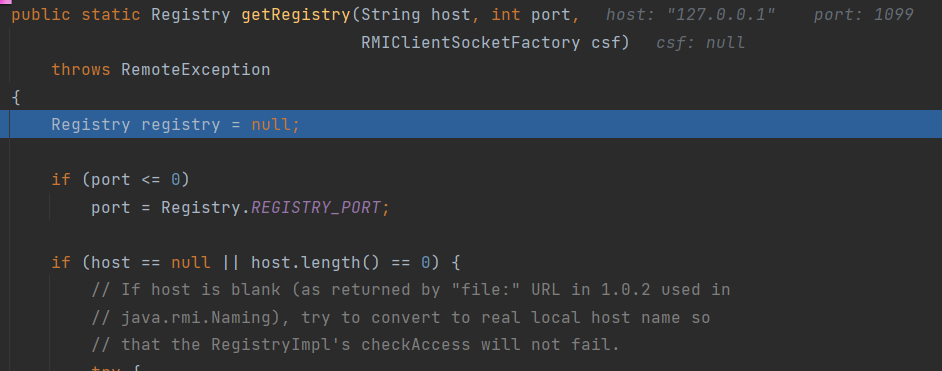 public static Registry getRegistry(String host, int port,   host: "127.0.0.1"    port: 1099
                                   RMIClientSocketFactory csf)   csf: null
    throws RemoteException
{
    Registry registry = null;

    if (port <= 0)
        port = Registry.REGISTRY_PORT;

    if (host == null || host.length() == 0) {
        // If host is blank (as returned by "file:" URL in 1.0.2 used in
        // java.rmi.Naming), try to convert to real local host name so
        // that the RegistryImpl's checkAccess will not fail.
        try {